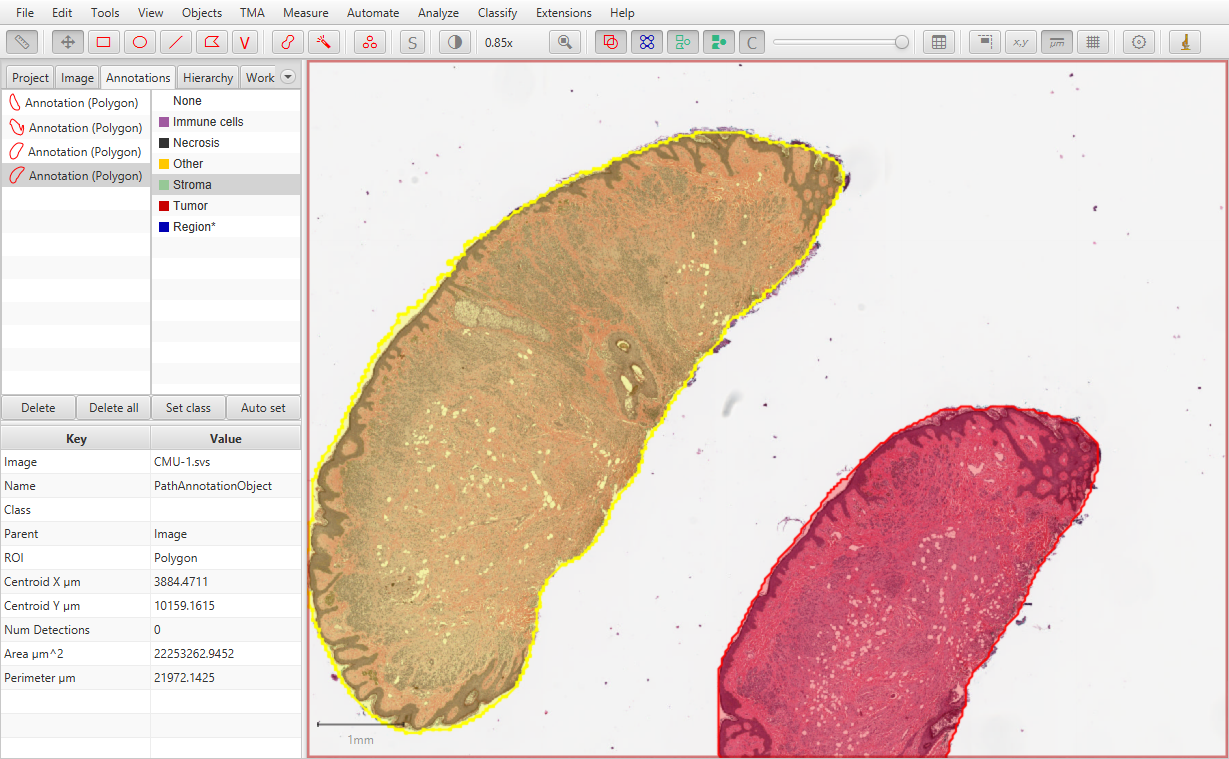 File Edit Tools View Objects TMA Measure Automate Analyze Classify Extensions Help
V S 0.85x C x,y µm
Project Image Annotations Hierarchy Work
Annotation (Polygon)
Annotation (Polygon)
Annotation (Polygon)
Annotation (Polygon)
None
Immune cells
Necrosis
Other
Stroma
Tumor
Region*
Delete Delete all Set class Auto set
Key Value
Image CMU-1.svs
Name PathAnnotationObject
Class
Parent Image
ROI Polygon
Centroid X µm 3884.4711
Centroid Y µm 10159.1615
Num Detections 0
Area µm^2 22253262.9452
Perimeter µm 21972.1425
1mm